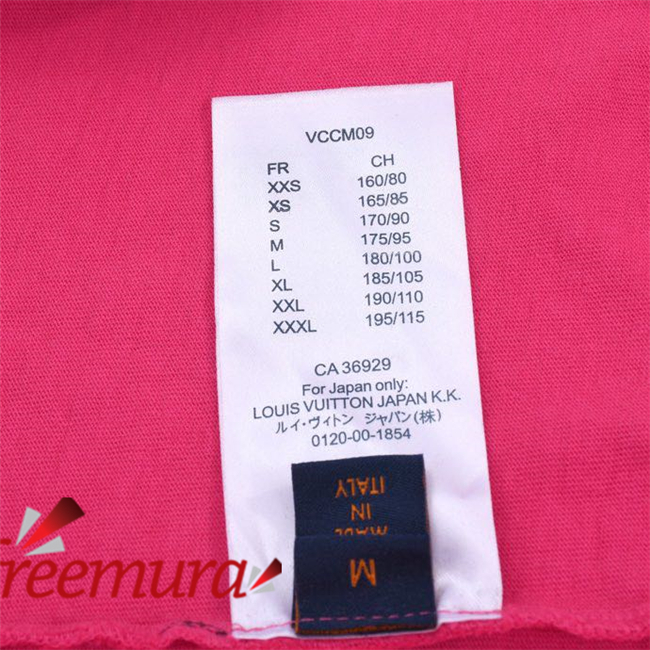 VCCM09
FR CH
XXS 160/80
XS 165/85
S 170/90
M 175/95
L 180/100
XL 185/105
XXL 190/110
XXXL 195/115
CA 36929
For Japan only:
LOUIS VUITTON JAPAN K.K.
ルイ・ヴィトン ジャパン(株)
0120-00-1854
MADE
IN
ITALY
M
freemura